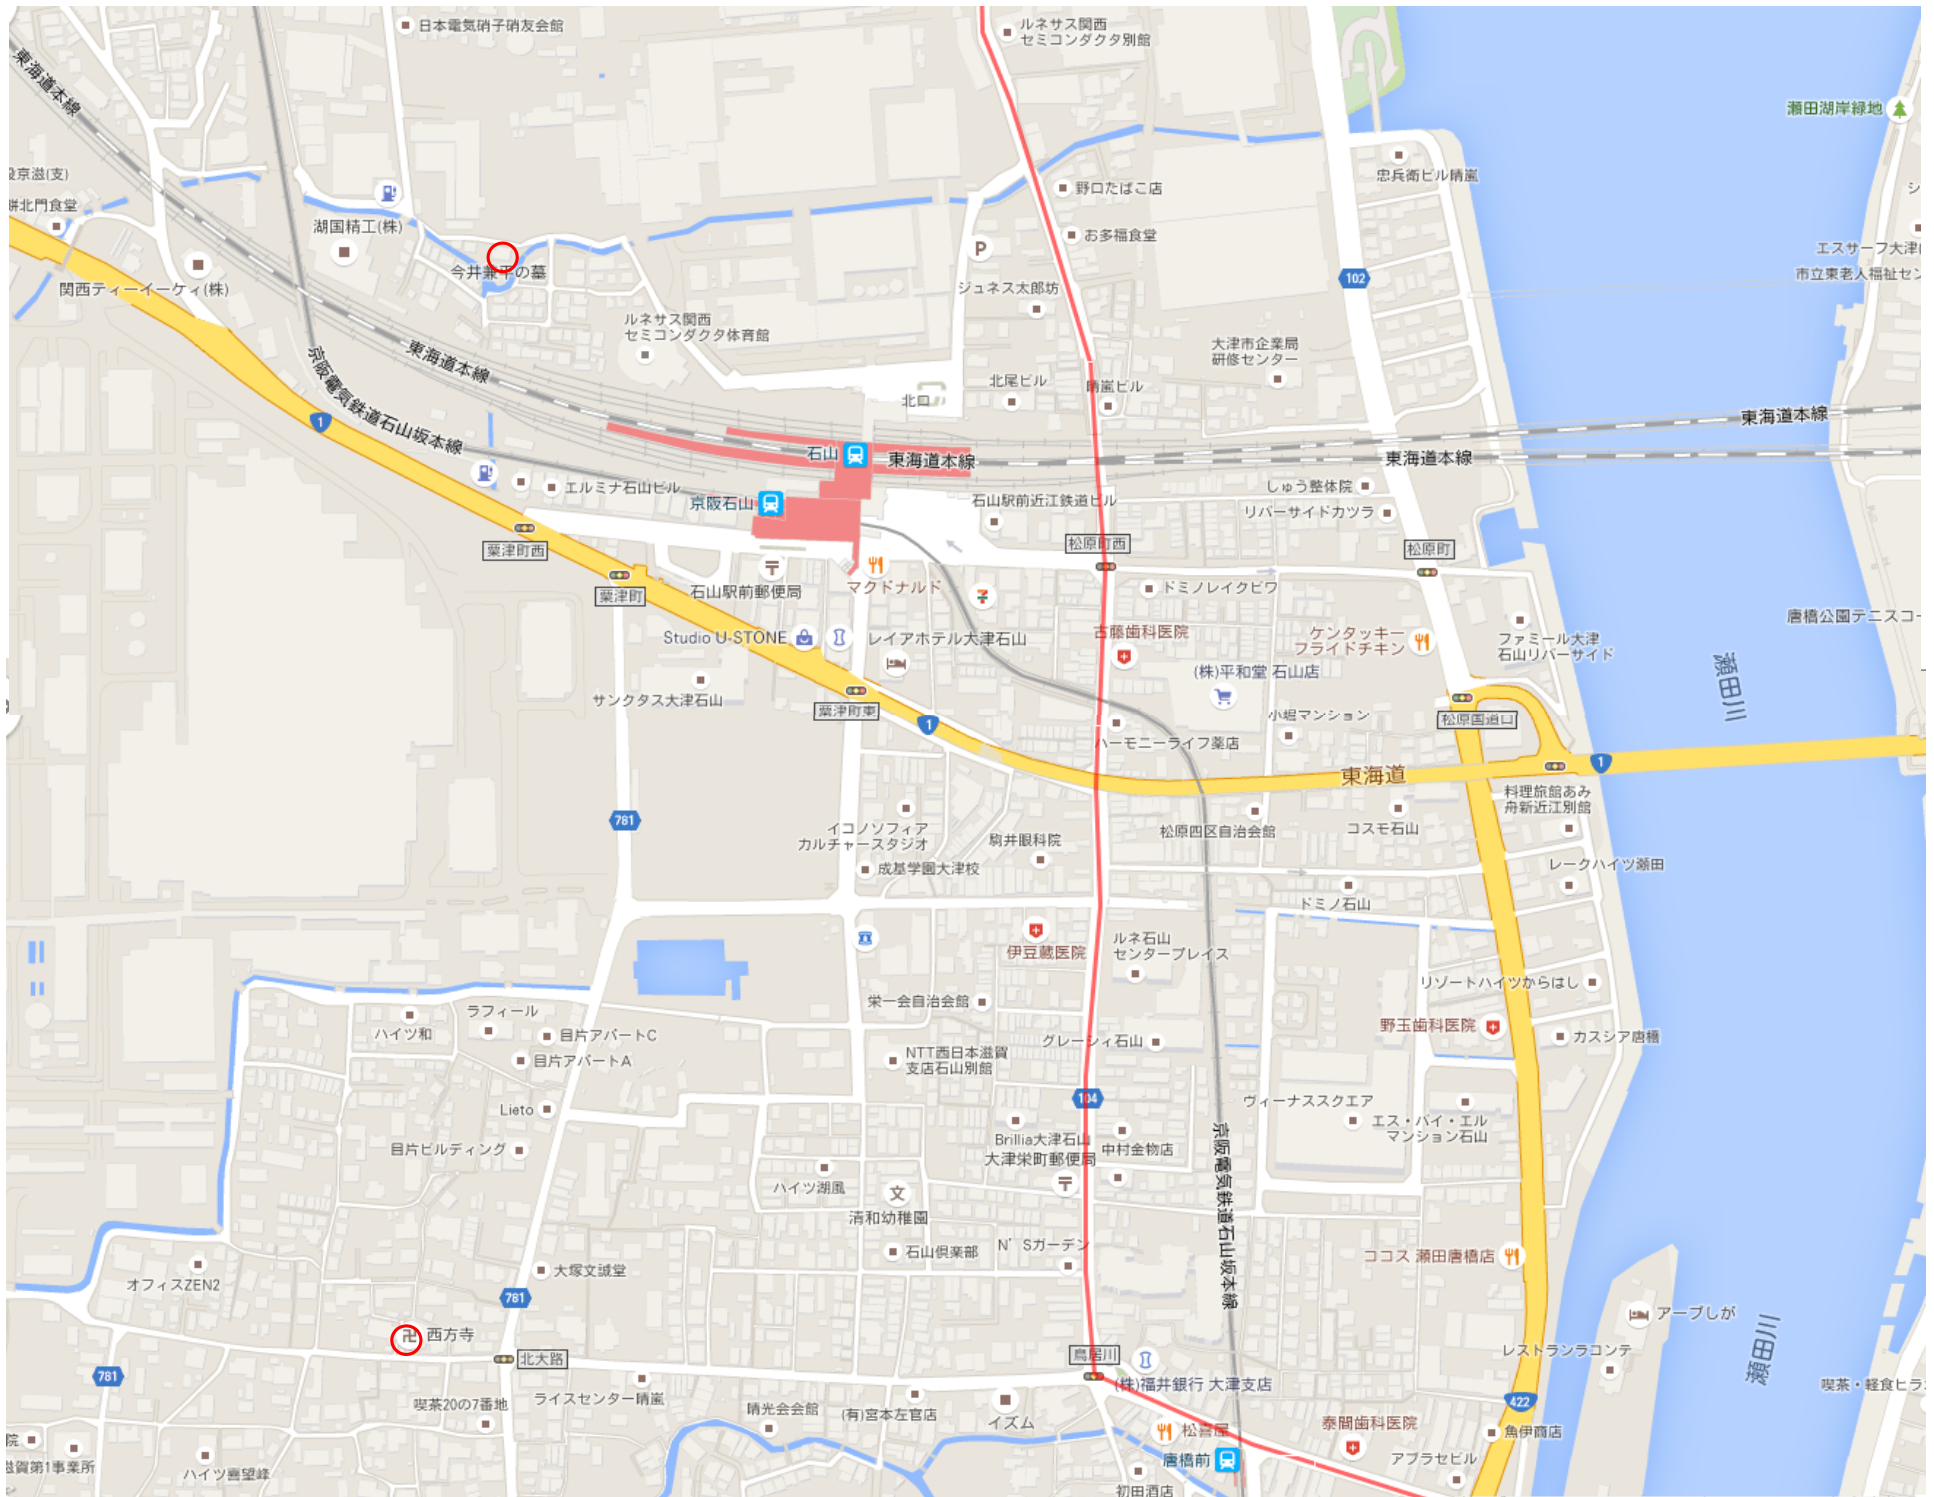 日本電気硝子硝友会館
ルネサス関西
セミコンダクタ別館
東海道本線
瀬田湖岸緑地
忠兵衛ビル晴嵐
野口たばこ店
湖国精工(株)
お多福食堂
P
今井兼平の墓
関西ティーイーケィ(株)
102
市立東老人福祉セン
ジュネス太郎坊
ルネサス関西
セミコンダクタ体育館
大津市企業局
研修センター
東海道本線
京阪電気鉄道石山坂本線
北尾ビル
晴嵐ビル
北口
1
東海道本線
石山
東海道本線
東海道本線
エルミナ石山ビル
しゅう整体院
京阪石山
石山駅前近江鉄道ビル
リバーサイドカツラ
粟津町西
松原町西
松原町
粟津町
石山駅前郵便局
マクドナルド
ドミノレイクビワ
唐橋公園テニスコー
Studio U-STONE
レイアホテル大津石山
古藤歯科医院
ケンタッキー
フライドチキン
ファミール大津
石山リバーサイド
(株)平和堂 石山店
瀬田川
サンクタス大津石山
粟津町東
小堀マンション
松原国道口
1
ハーモニーライフ薬店
東海道
1
料理旅館あみ
舟新近江別館
781
イコノソフィア
カルチャースタジオ
駒井眼科院
松原四区自治会館
コスモ石山
成基学園大津校
レークハイツ瀬田
ドミノ石山
伊豆蔵医院
ルネ石山
センタープレイス
リゾートハイツからはし
栄一会自治会館
ラフィール
ハイツ和
目片アパートC
グレーシィ石山
野玉歯科医院
カスシア唐橋
目片アパートA
NTT西日本滋賀
支店石山別館
104
Lieto
ヴィーナススクエア
エス・バイ・エル
マンション石山
Brillia大津石山
目片ビルディング
大津栄町郵便局
中村金物店
京阪電気鉄道石山坂本線
ハイツ湖風
文
清和幼稚園
石山倶楽部
N'Sガーデン
ココス 瀬田唐橋店
オフィスZEN2
大塚文誠堂
781
アーブしが
西方寺
北大路
鳥居川
レストランラコンテ
瀬田川
781
(株)福井銀行 大津支店
喫茶20の7番地
ライスセンター晴嵐
晴光会会館
(有)宮本左官店
イズム
422
松喜屋
泰間歯科医院
魚伊商店
唐橋前
アブラセビル
滋賀第1事業所
ハイツ喜望峰
初田酒店